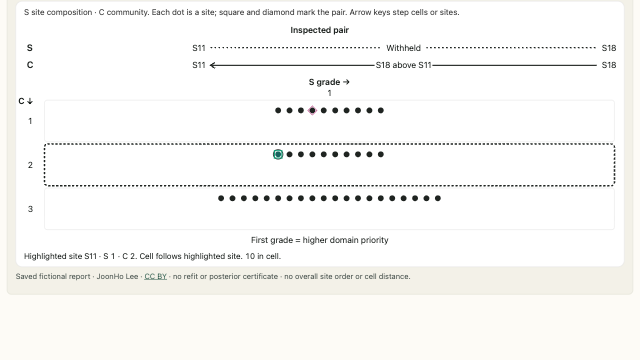 S site composition · C community. Each dot is a site; square and diamond mark the pair. Arrow keys step cells or sites.
Inspected pair
S S11 Withheld S18
C S11 S18 above S11 S18
S grade →
1
C ↓
1
2
3
First grade = higher domain priority
Highlighted site S11 · S 1 · C 2. Cell follows highlighted site. 10 in cell.
Saved fictional report · JoonHo Lee · CC BY · no refit or posterior certificate · no overall site order or cell distance.